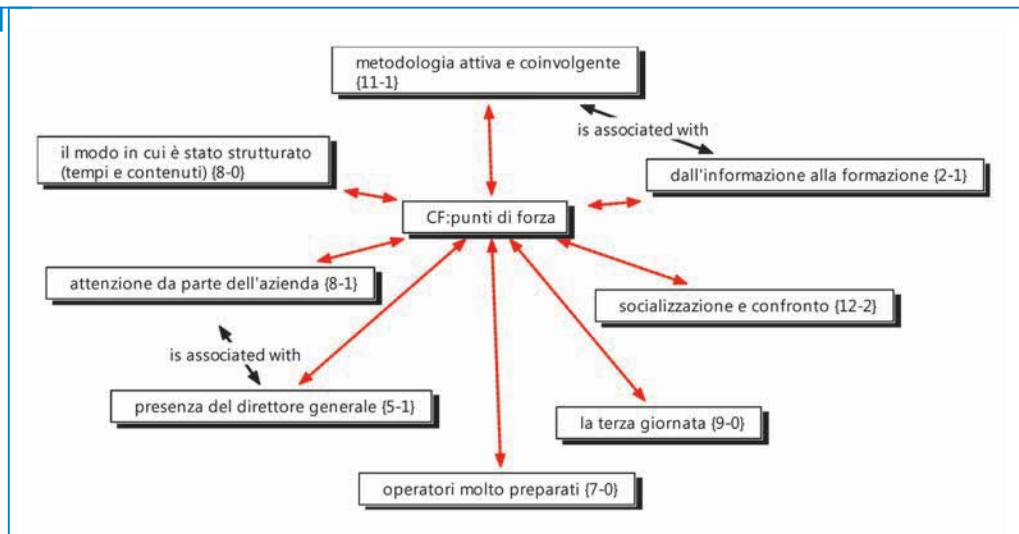 metodologia attiva e coinvolgente
{11-1}
is associated with
il modo in cui è stato strutturato
(tempi e contenuti) {8-0}
dall'informazione alla formazione {2-1}
CF:punti di forza
attenzione da parte dell'azienda {8-1}
socializzazione e confronto {12-2}
is associated with
presenza del direttore generale {5-1}
la terza giornata {9-0}
operatori molto preparati {7-0}